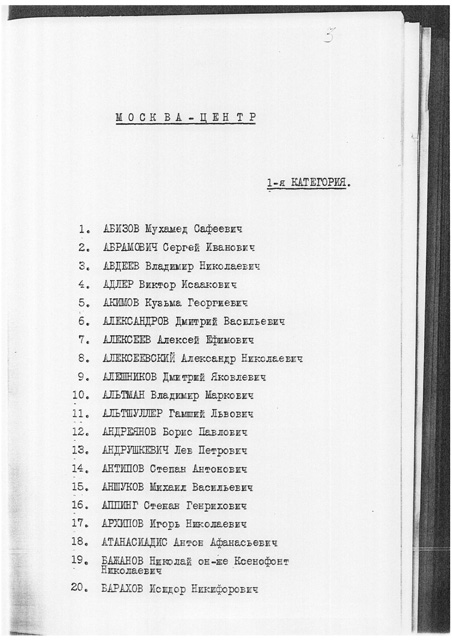 5
МОСКВА-ЦЕНТР
1-я КАТЕГОРИЯ.
1. АБИЗОВ Мухамед Сафеевич
2. АБРАМОВИЧ Сергей Иванович
3. АВДЕЕВ Владимир Николаевич
4. АДЛЕР Виктор Исаакович
5. АКИМОВ Кузьма Георгиевич
6. АЛЕКСАНДРОВ Дмитрий Васильевич
7. АЛЕКСЕЕВ Алексей Ефимович
8. АЛЕКСЕЕВСКИЙ Александр Николаевич
9. АЛЕШНИКОВ Дмитрий Яковлевич
10. АЛЬТМАН Владимир Маркович
11. АЛЬТШУЛЛЕР Гамший Львович
12. АНДРЕЯНОВ Борис Павлович
13. АНДРУШКЕВИЧ Лев Петрович
14. АНТИПОВ Степан Антонович
15. АНШУКОВ Михаил Васильевич
16. АППИНГ Степан Генрихович
17. АРХИПОВ Игорь Николаевич
18. АТАНАСИАДИС Антон Афанасьевич
19. БАЖАНОВ Николай он-же Ксенофонт
Николаевич
20. БАРАХОВ Исидор Никифорович